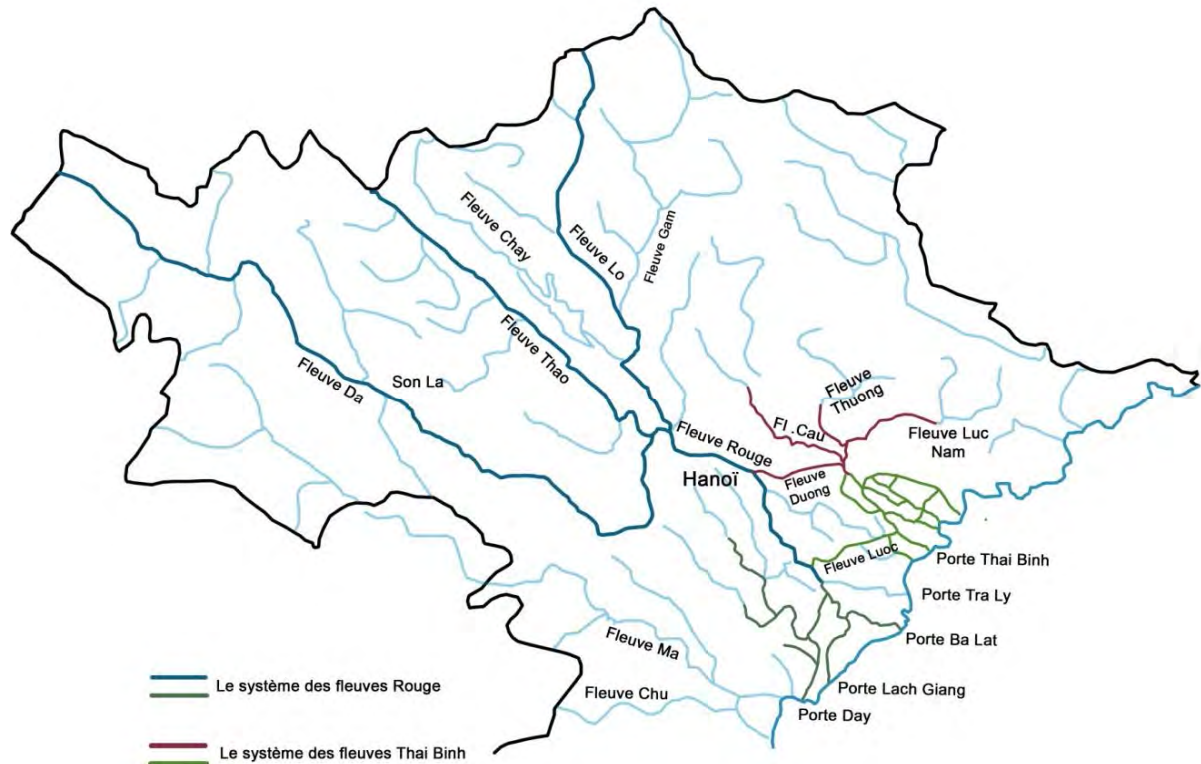 Fleuve Gam
Fleuve Chay
Fleuve Lo
Fleuve Thao
Fleuve Da
Son La
Fleuve
Thuong
Fl .Cau
Fleuve Luc
Nam
Fleuve Rouge
Hanoï
Fleuve
Duong
Fleuve Luoc
Porte Thai Binh
Porte Tra Ly
Porte Ba Lat
Fleuve Ma
Porte Lach Giang
Fleuve Chu
Porte Day
Le système des fleuves Rouge
Le système des fleuves Thai Binh